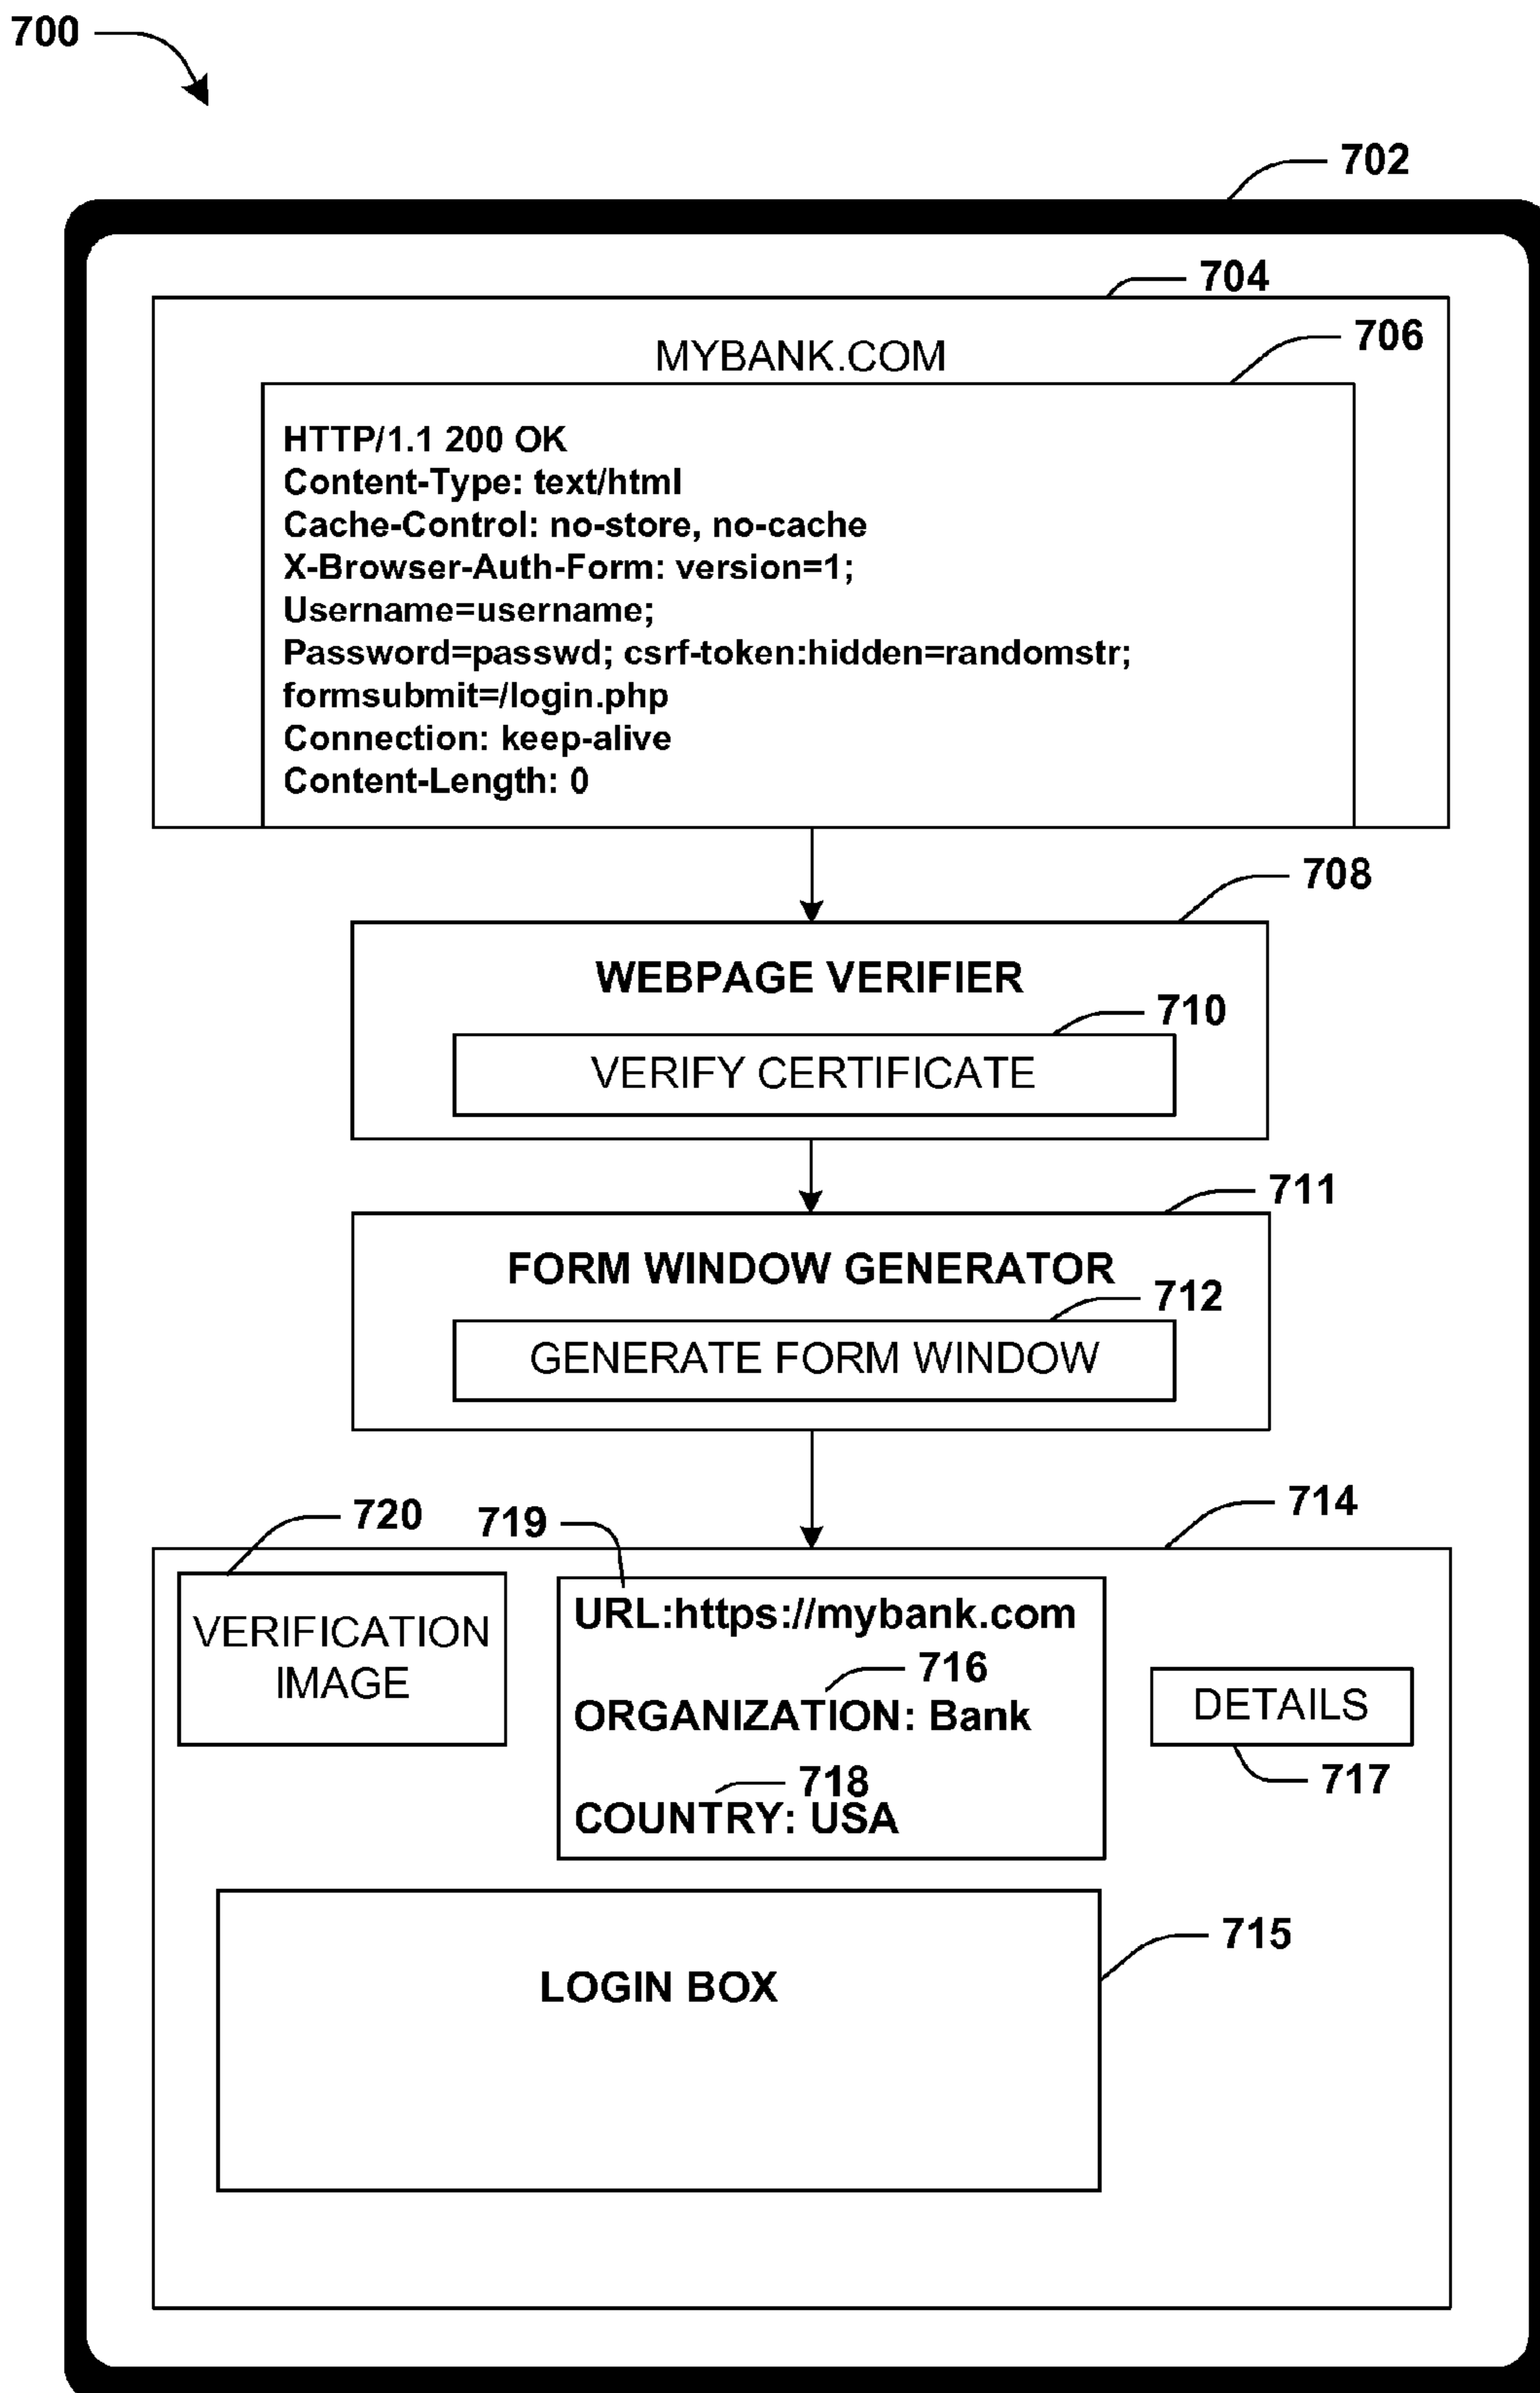 700
702
704
706
MYBANK.COM
HTTP/1.1 200 OK
Content-Type: text/html
Cache-Control: no-store, no-cache
X-Browser-Auth-Form: version=1;
Username=username;
Password=passwd; csrf-token:hidden=randomstr;
formsubmit=/login.php
Connection: keep-alive
Content-Length: 0
708
WEBPAGE VERIFIER
710
VERIFY CERTIFICATE
711
FORM WINDOW GENERATOR
712
GENERATE FORM WINDOW
714
720
719
VERIFICATION
IMAGE
URL:https://mybank.com
716
ORGANIZATION: Bank
718
COUNTRY: USA
DETAILS
717
715
LOGIN BOX